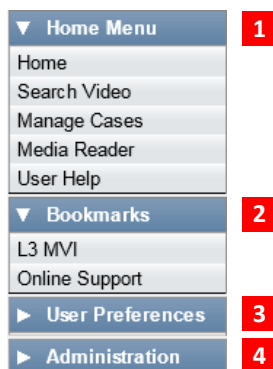 ▼ Home Menu 1
Home
Search Video
Manage Cases
Media Reader
User Help
▼ Bookmarks 2
L3 MVI
Online Support
► User Preferences 3
► Administration 4